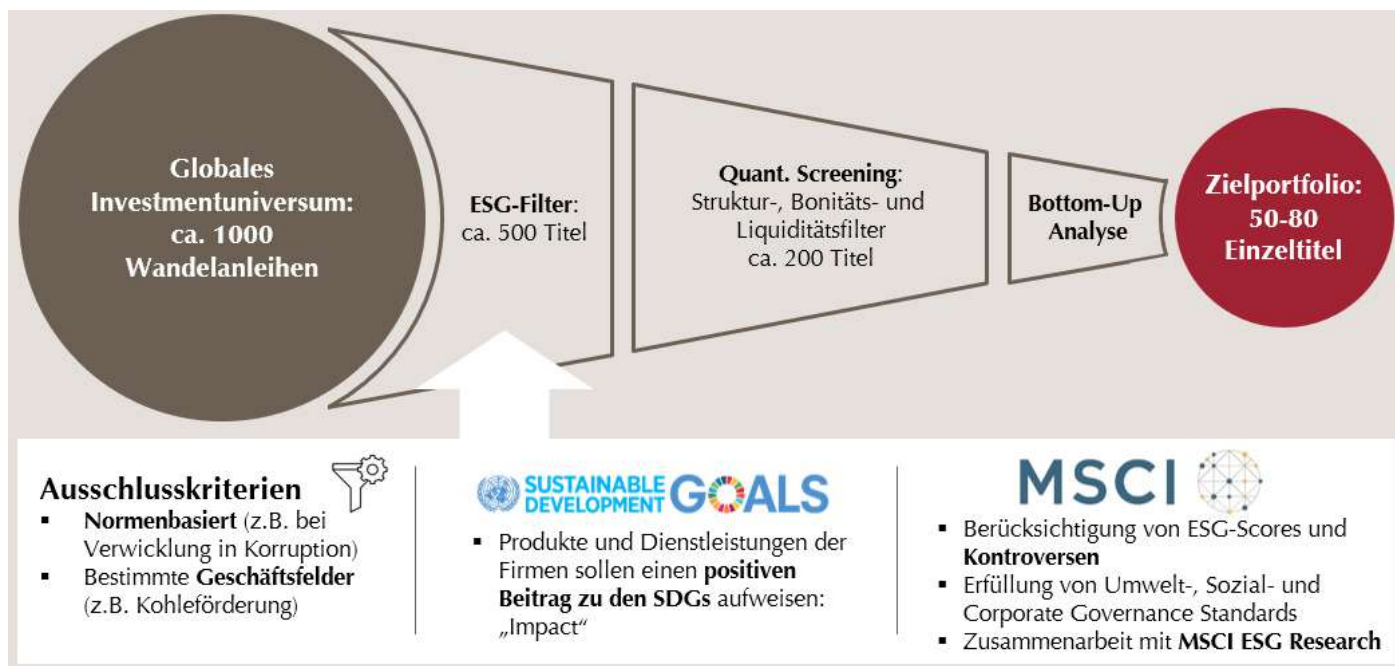 Globales
Investmentuniversum:
ca. 1000
Wandelanleihen
ESG-Filter:
ca. 500 Titel
Quant. Screening:
Struktur-, Bonitäts- und
Liquiditätsfilter
ca. 200 Titel
Bottom-Up
Analyse
Zielportfolio:
50-80
Einzeltitel
Ausschlusskriterien
▪ Normenbasiert (z.B. bei
Verwicklung in Korruption)
▪ Bestimmte Geschäftsfelder
(z.B. Kohleförderung)
SUSTAINABLE
DEVELOPMENT GOALS
▪ Produkte und Dienstleistungen der
Firmen sollen einen positiven
Beitrag zu den SDGs aufweisen:
„Impact“
MSCI
▪ Berücksichtigung von ESG-Scores und
Kontroversen
▪ Erfüllung von Umwelt-, Sozial- und
Corporate Governance Standards
▪ Zusammenarbeit mit MSCI ESG Research